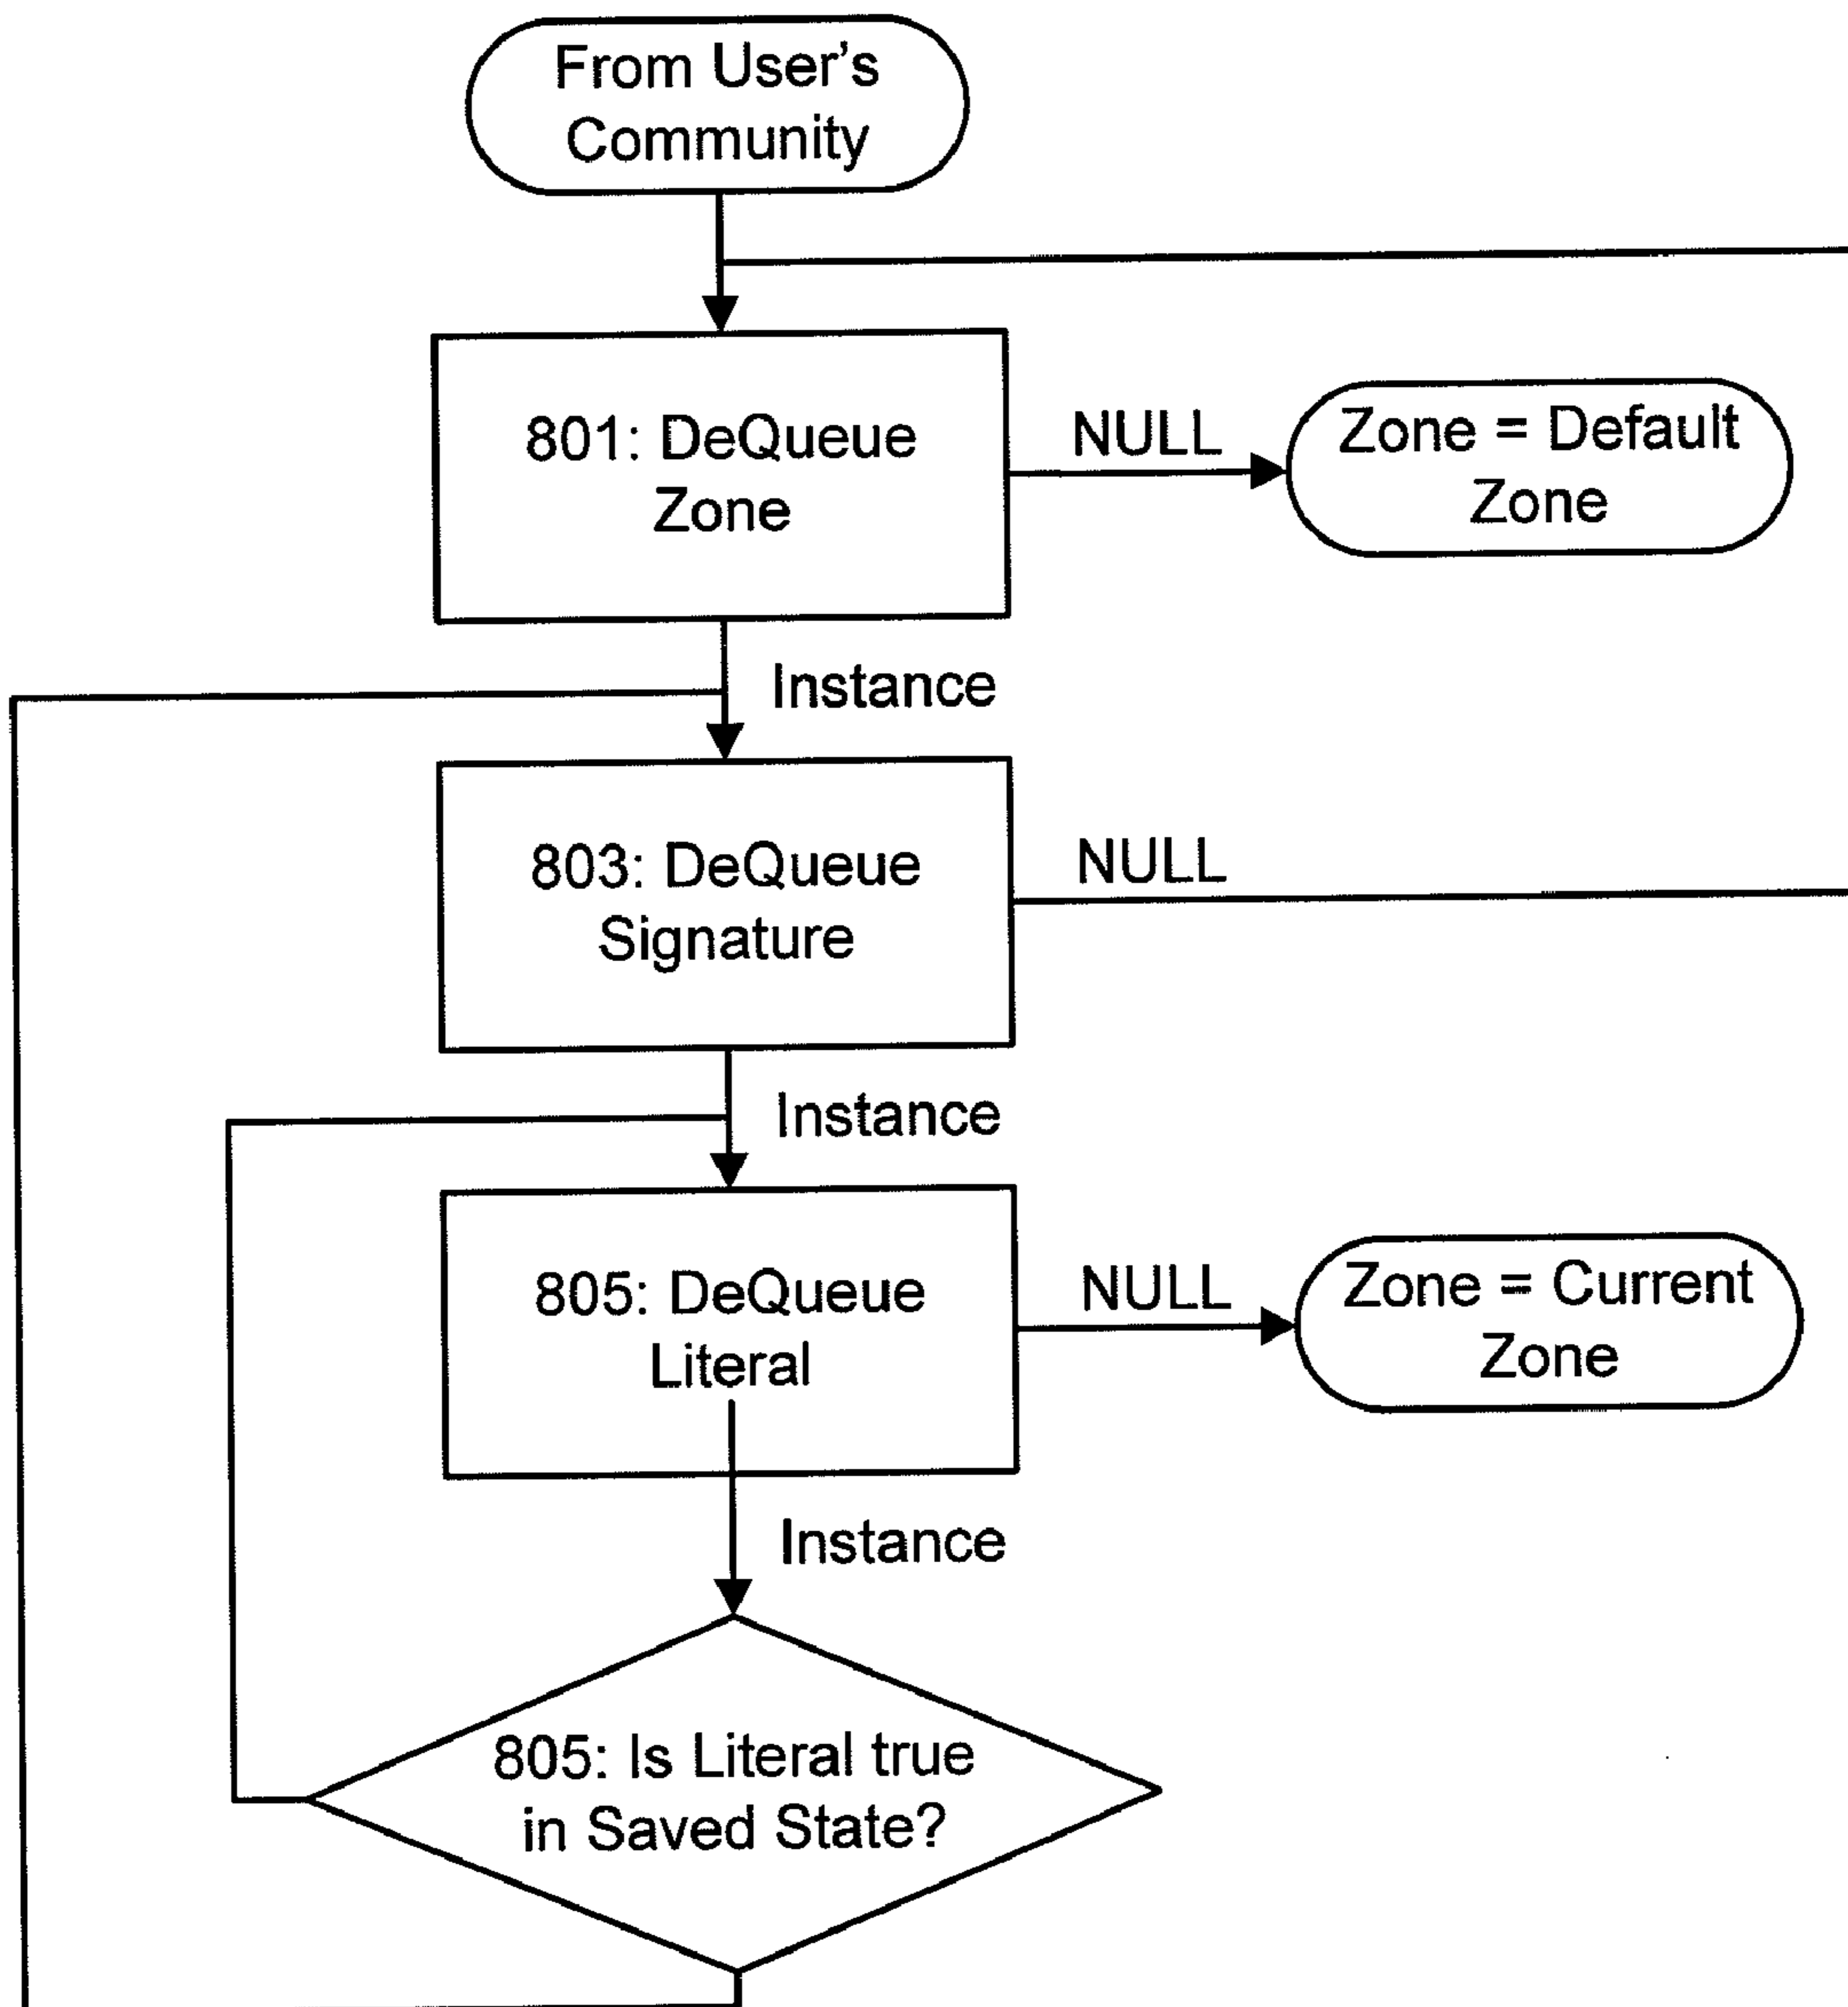 From User's
Community
801: DeQueue
Zone
NULL
Zone = Default
Zone
Instance
803: DeQueue
Signature
NULL
Instance
805: DeQueue
Literal
NULL
Zone = Current
Zone
Instance
805: Is Literal true
in Saved State?